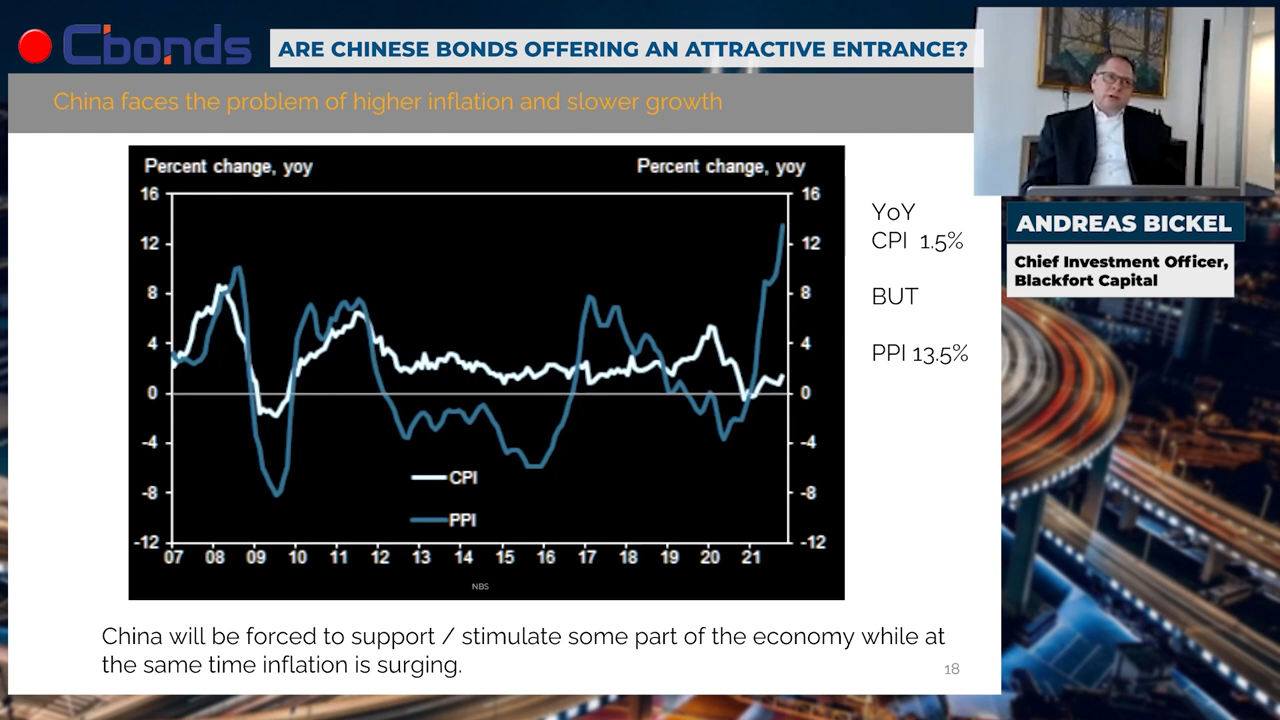 Cbonds
ARE CHINESE BONDS OFFERING AN ATTRACTIVE ENTRANCE?
China faces the problem of higher inflation and slower growth
Percent change, yoy
Percent change, yoy
16
16
12
12
8
8
4
4
0
0
-4
-4
-8
-8
-12
-12
CPI
PPI
07 08 09 10 11 12 13 14 15 16 17 18 19 20 21
NBS
YoY
CPI 1.5%
BUT
PPI 13.5%
China will be forced to support / stimulate some part of the economy while at
the same time inflation is surging.
18
ANDREAS BICKEL
Chief Investment Officer,
Blackfort Capital